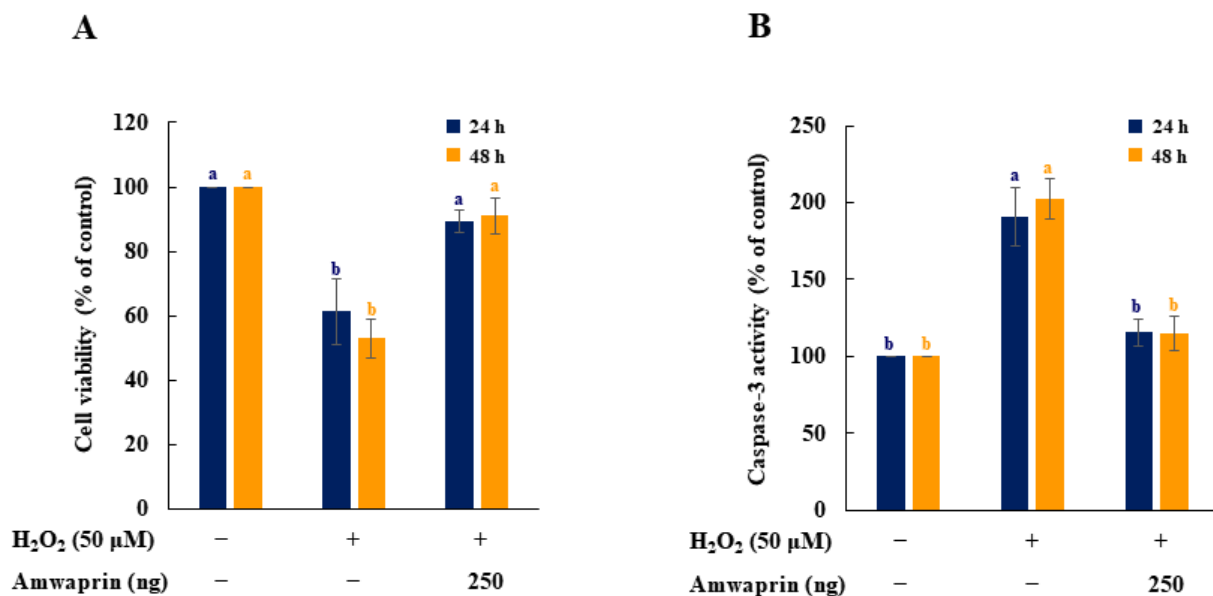 A
Cell viability (% of control)
120
100
80
60
40
20
0
24 h
48 h
a a
b b
a a
H₂O₂ (50 µM) – + +
Amwaprin (ng) – – 250
B
Caspase-3 activity (% of control)
250
200
150
100
50
0
24 h
48 h
b b
a a
b b
H₂O₂ (50 µM) – + +
Amwaprin (ng) – – 250